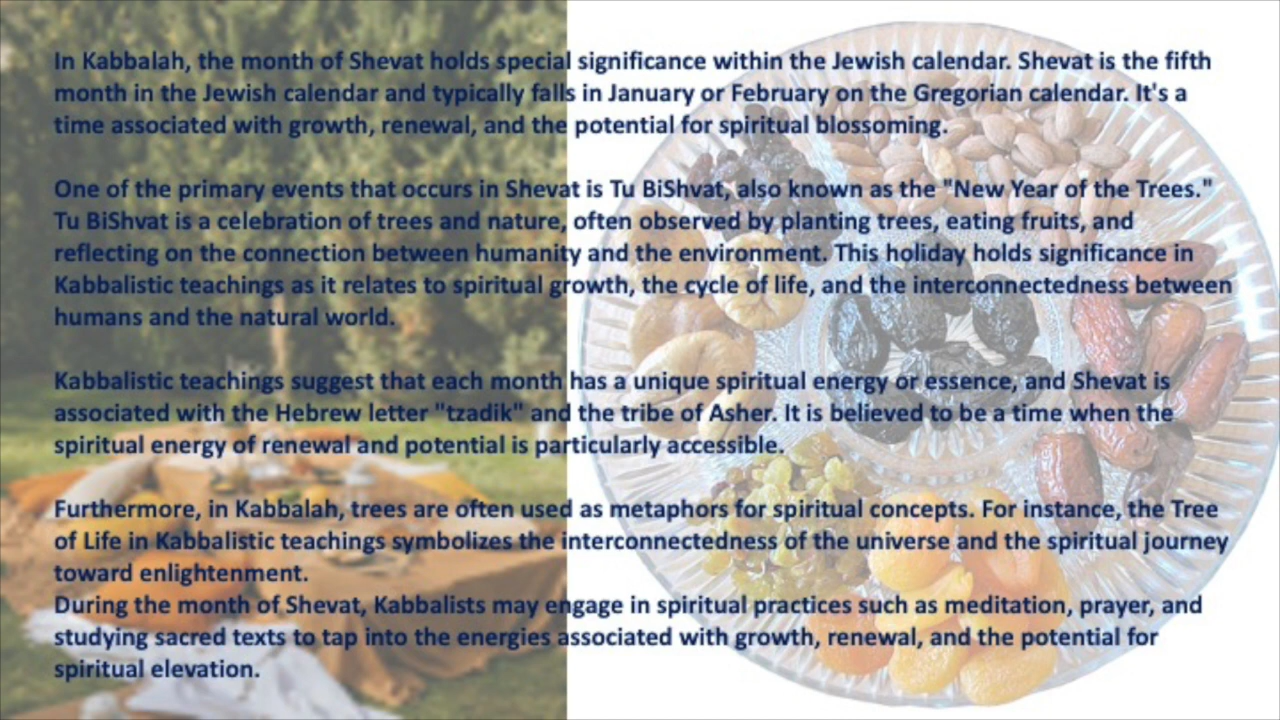 In Kabbalah, the month of Shevat holds special significance within the Jewish calendar. Shevat is the fifth
month in the Jewish calendar and typically falls in January or February on the Gregorian calendar. It's a
time associated with growth, renewal, and the potential for spiritual blossoming.
One of the primary events that occurs in Shevat is Tu BiShvat, also known as the "New Year of the Trees."
Tu BiShvat is a celebration of trees and nature, often observed by planting trees, eating fruits, and
reflecting on the connection between humanity and the environment. This holiday holds significance in
Kabbalistic teachings as it relates to spiritual growth, the cycle of life, and the interconnectedness between
humans and the natural world.
Kabbalistic teachings suggest that each month has a unique spiritual energy or essence, and Shevat is
associated with the Hebrew letter "tzadik" and the tribe of Asher. It is believed to be a time when the
spiritual energy of renewal and potential is particularly accessible.
Furthermore, in Kabbalah, trees are often used as metaphors for spiritual concepts. For instance, the Tree
of Life in Kabbalistic teachings symbolizes the interconnectedness of the universe and the spiritual journey
toward enlightenment.
During the month of Shevat, Kabbalists may engage in spiritual practices such as meditation, prayer, and
studying sacred texts to tap into the energies associated with growth, renewal, and the potential for
spiritual elevation.